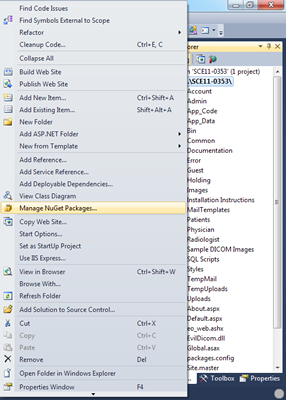 Find Code Issues
Find Symbols External to Scope
Refactor
Cleanup Code... Ctrl+E, C
Collapse All
Build Web Site
Publish Web Site
Add New Item... Ctrl+Shift+A
Add Existing Item... Shift+Alt+A
New Folder
Add ASP.NET Folder
New from Template
Add Reference...
Add Service Reference...
Add Deployable Dependencies...
View Class Diagram
Manage NuGet Packages...
Copy Web Site...
Start Options...
Set as StartUp Project
Use IIS Express...
View in Browser Ctrl+Shift+W
Browse With...
Refresh Folder
Add Solution to Source Control...
Cut Ctrl+X
Copy Ctrl+C
Paste Ctrl+V
Remove Del
Open Folder in Windows Explorer
Properties Window F4
orer
'SCE11-0353' (1 project)
\SCE11-0353\
Account
Admin
App_Code
App_Data
Bin
Common
Documentation
Error
Guest
Holding
Images
Installation Instructions
MailTemplates
Patients
Physician
Radiologist
Sample DICOM Images
SQL Scripts
Styles
TempMail
TempUploads
Uploads
About.aspx
Default.aspx
eo_web.ashx
EvilDicom.dll
Global.asax
packages.config
Site.master
Toolbox
Properties